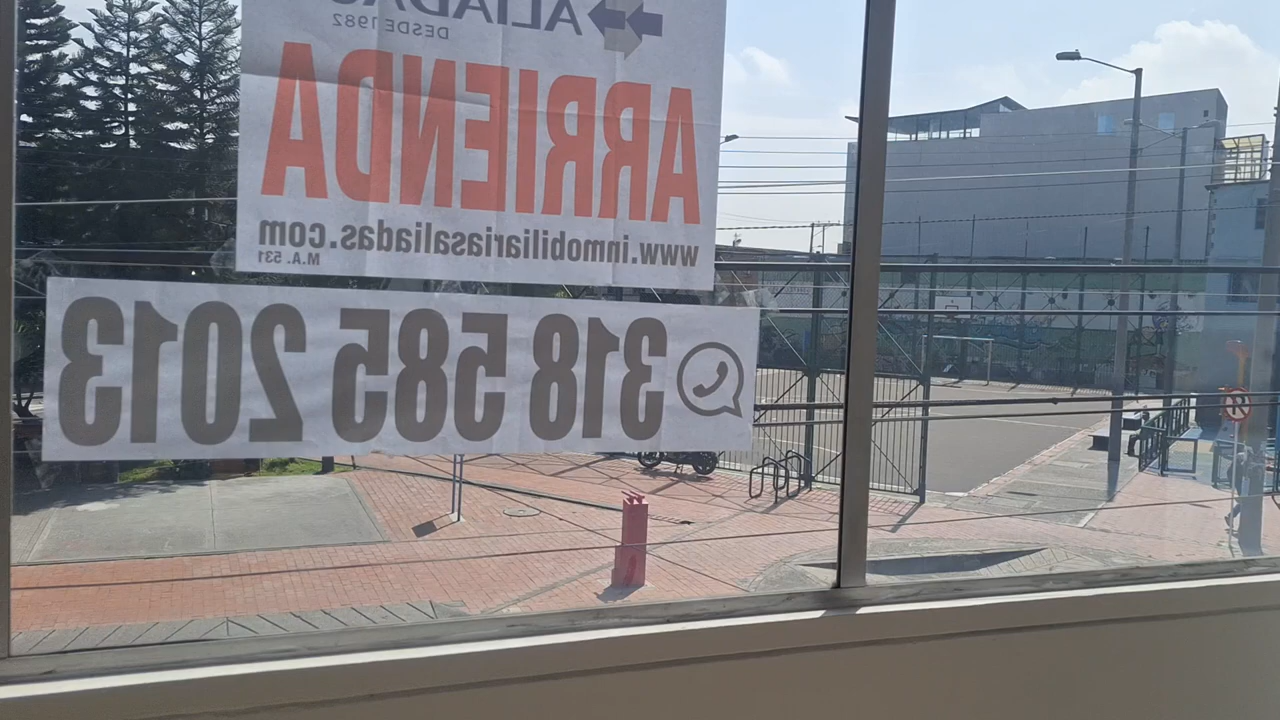 ALIADAS
DESDE 1982
ARRIENDA
www.inmobiliariasaliadas.com
M.A. 531
318 585 2013